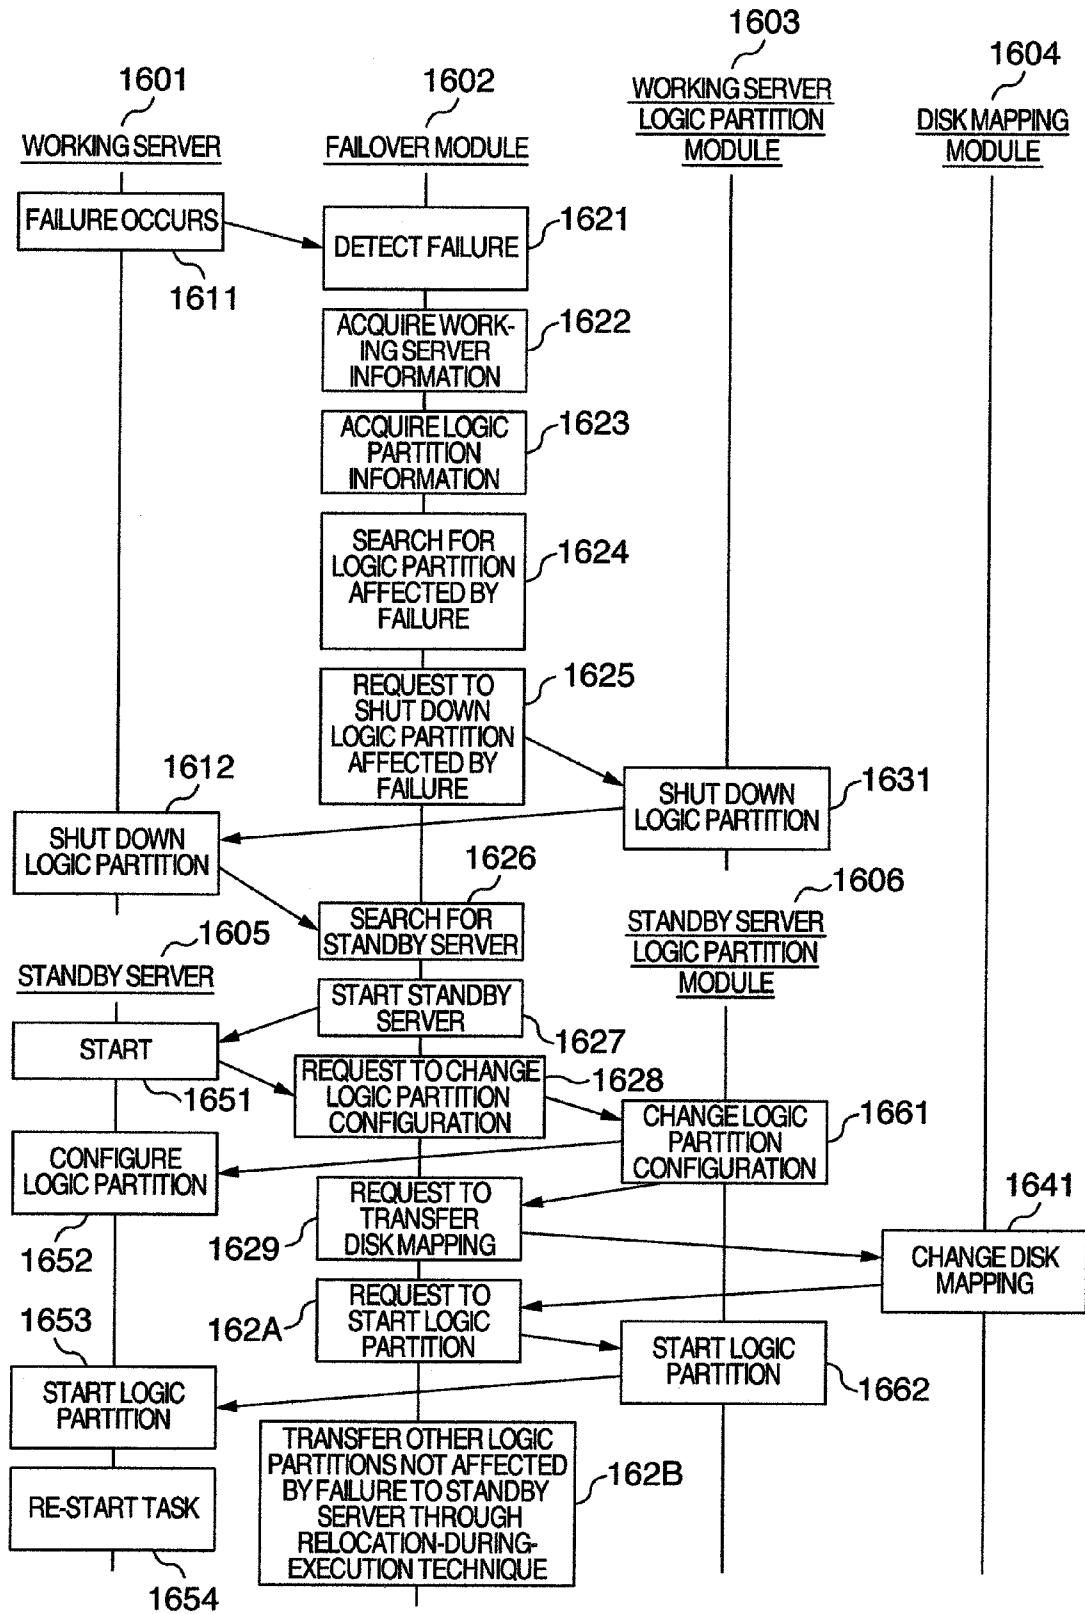 1603
1604
1601
1602
WORKING SERVER
LOGIC PARTITION
MODULE
DISK MAPPING
MODULE
WORKING SERVER
FAILOVER MODULE
FAILURE OCCURS
1611
DETECT FAILURE
1621
ACQUIRE WORK-
ING SERVER
INFORMATION
1622
ACQUIRE LOGIC
PARTITION
INFORMATION
1623
SEARCH FOR
LOGIC PARTITION
AFFECTED BY
FAILURE
1624
REQUEST TO
SHUT DOWN
LOGIC PARTITION
AFFECTED BY
FAILURE
1625
SHUT DOWN
LOGIC PARTITION
1631
1612
SHUT DOWN
LOGIC PARTITION
1626
SEARCH FOR
STANDBY SERVER
1606
STANDBY SERVER
LOGIC PARTITION
MODULE
1605
STANDBY SERVER
START STANDBY
SERVER
1627
START
1651
REQUEST TO CHANGE
LOGIC PARTITION
CONFIGURATION
1628
CHANGE LOGIC
PARTITION
CONFIGURATION
1661
CONFIGURE
LOGIC PARTITION
1652
REQUEST TO
TRANSFER
DISK MAPPING
1629
1641
CHANGE DISK
MAPPING
REQUEST TO
START LOGIC
PARTITION
162A
START LOGIC
PARTITION
1662
1653
START LOGIC
PARTITION
TRANSFER OTHER LOGIC
PARTITIONS NOT AFFECTED
BY FAILURE TO STANDBY
SERVER THROUGH
RELOCATION-DURING-
EXECUTION TECHNIQUE
162B
RE-START TASK
1654